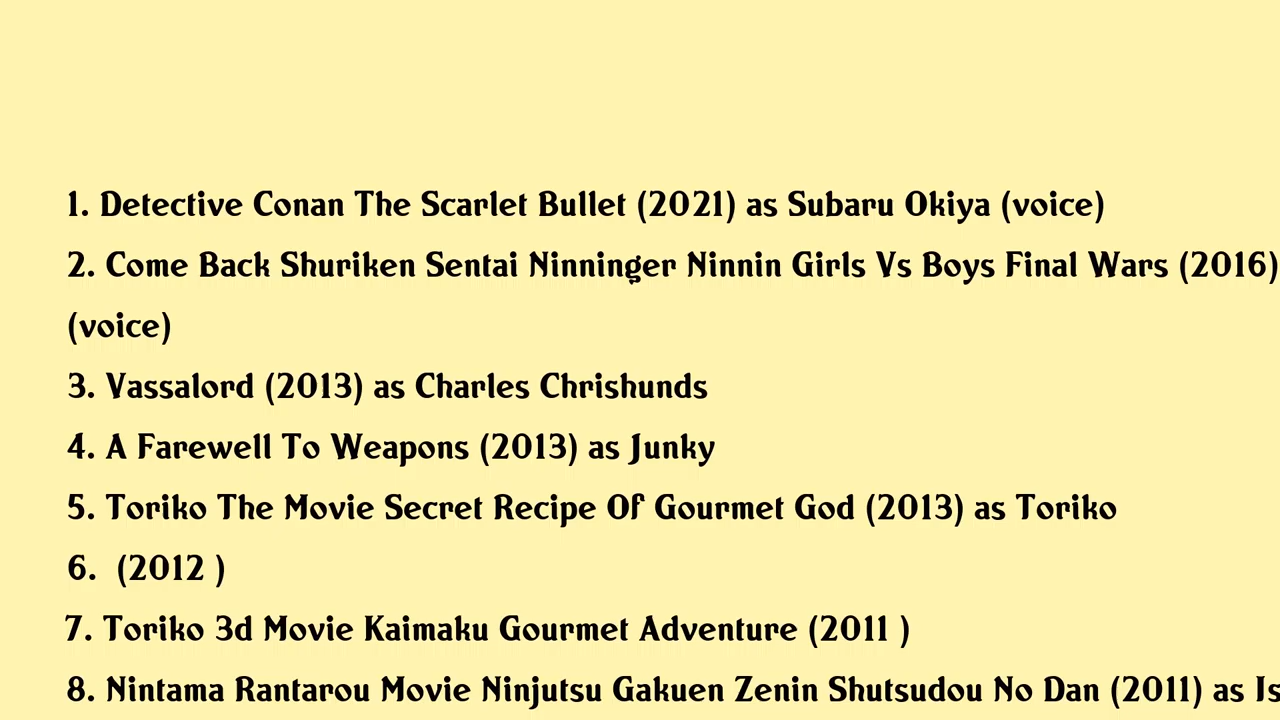 1. Detective Conan The Scarlet Bullet (2021) as Subaru Okiya (voice)
2. Come Back Shuriken Sentai Ninninger Ninnin Girls Vs Boys Final Wars (2016)
(voice)
3. Vassalord (2013) as Charles Chrishunds
4. A Farewell To Weapons (2013) as Junky
5. Toriko The Movie Secret Recipe Of Gourmet God (2013) as Toriko
6.  (2012 )
7. Toriko 3d Movie Kaimaku Gourmet Adventure (2011 )
8. Nintama Rantarou Movie Ninjutsu Gakuen Zenin Shutsudou No Dan (2011) as